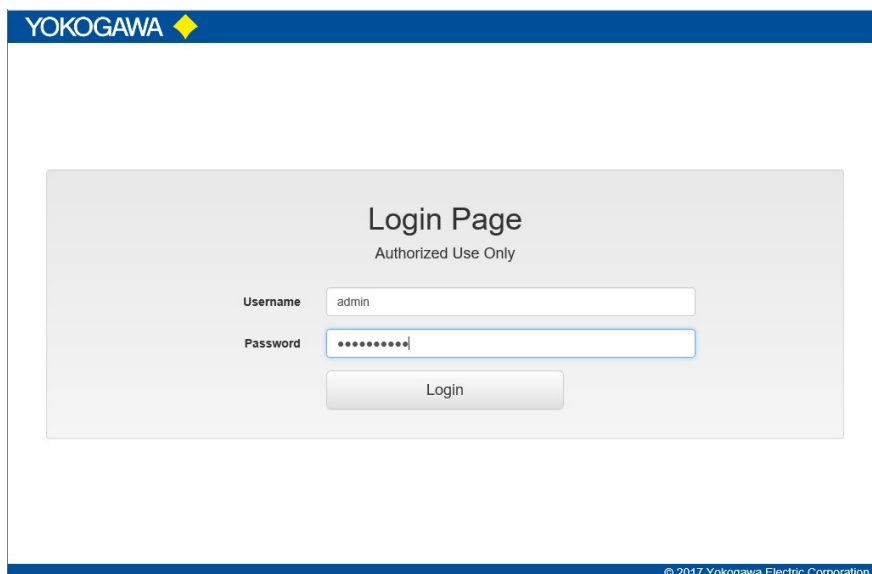 YOKOGAWA
Login Page
Authorized Use Only
Username admin
Password ••••••••••
Login
© 2017 Yokogawa Electric Corporation